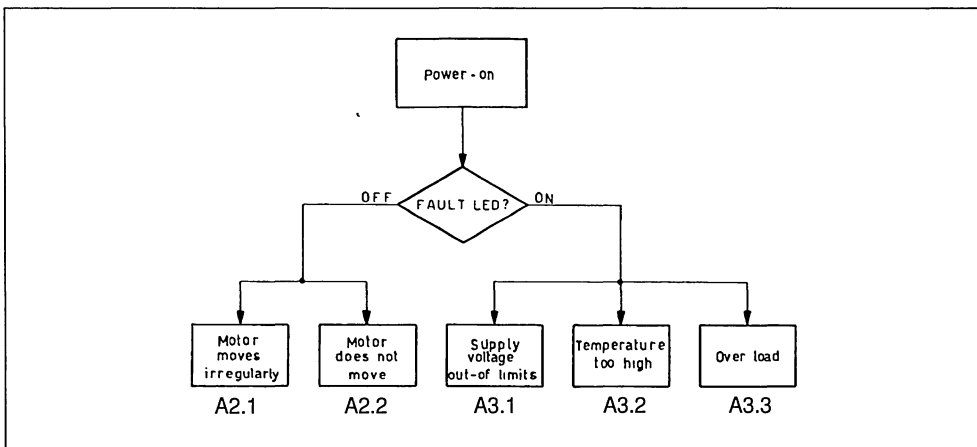 Power-on
FAULT LED?
OFF
ON
Motor
moves
irregularly
Motor
does not
move
Supply
voltage
out-of limits
Temperature
too high
Over load
A2.1
A2.2
A3.1
A3.2
A3.3